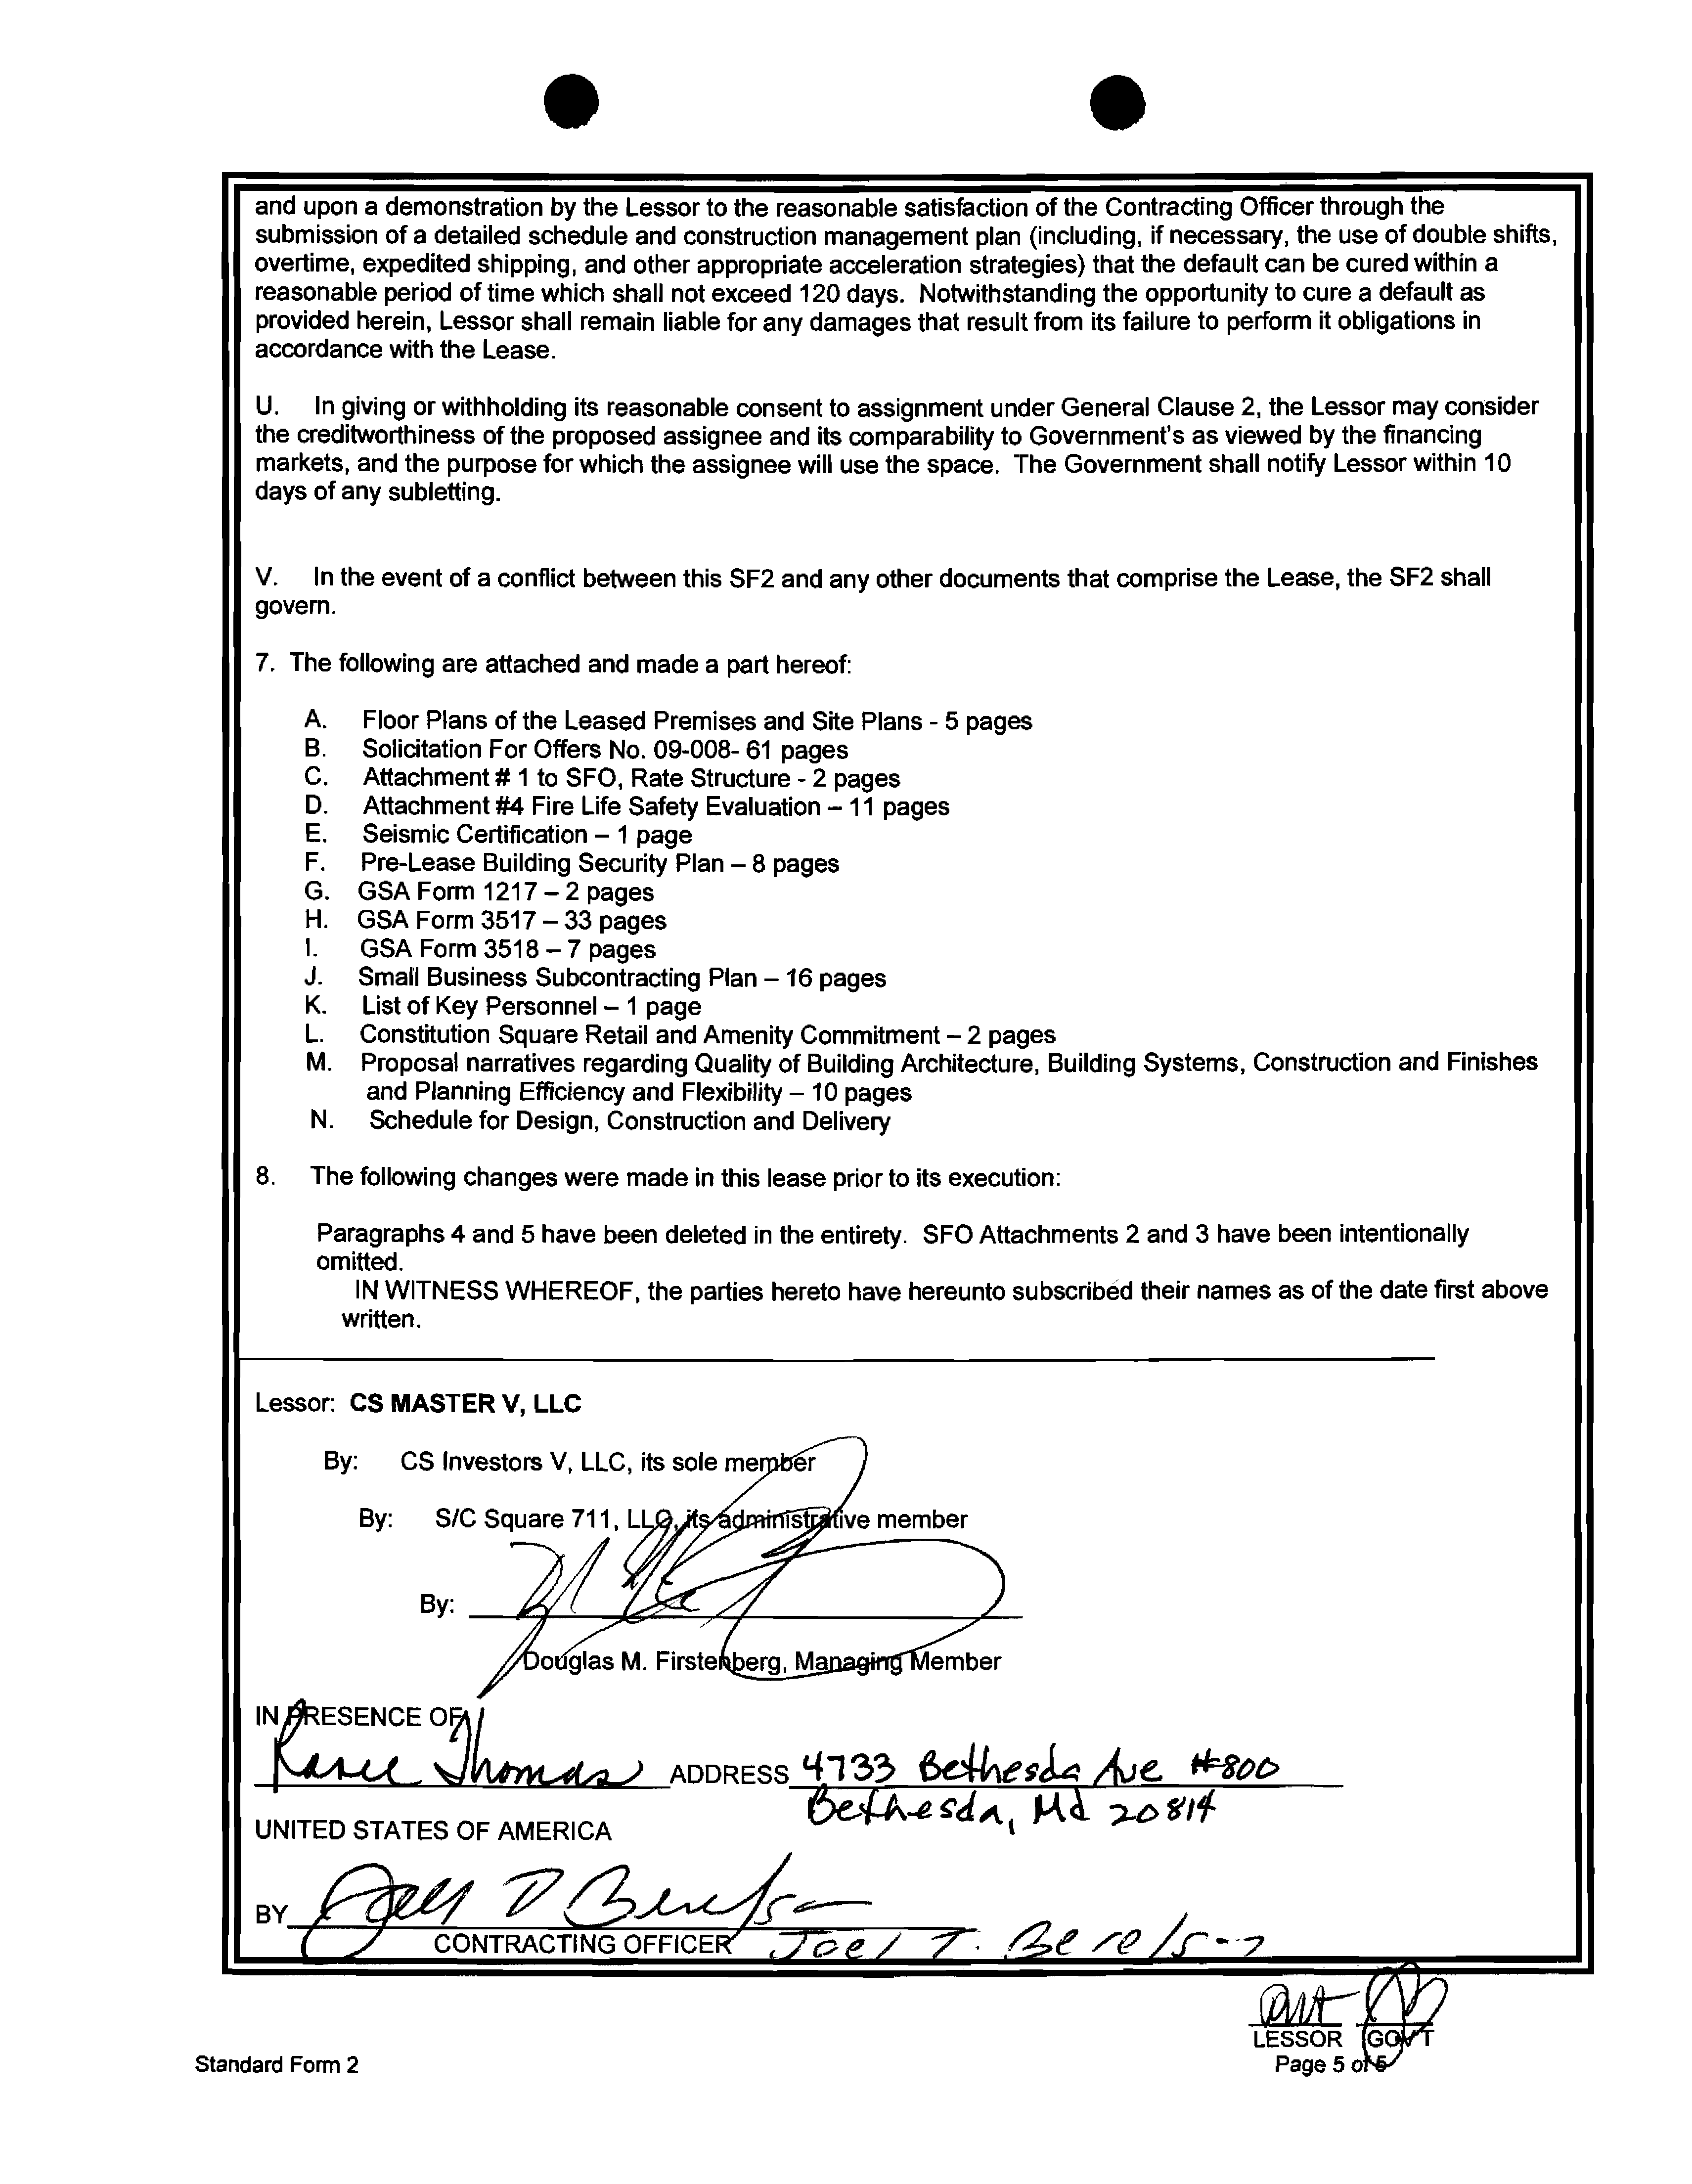 and upon a demonstration by the Lessor to the reasonable satisfaction of the Contracting Officer through the
submission of a detailed schedule and construction management plan (including, if necessary, the use of double shifts,
overtime, expedited shipping, and other appropriate acceleration strategies) that the default can be cured within a
reasonable period of time which shall not exceed 120 days. Notwithstanding the opportunity to cure a default as
provided herein, Lessor shall remain liable for any damages that result from its failure to perform it obligations in
accordance with the Lease.
U. In giving or withholding its reasonable consent to assignment under General Clause 2, the Lessor may consider
the creditworthiness of the proposed assignee and its comparability to Government's as viewed by the financing
markets, and the purpose for which the assignee will use the space. The Government shall notify Lessor within 10
days of any subletting.
V. In the event of a conflict between this SF2 and any other documents that comprise the Lease, the SF2 shall
govern.
7. The following are attached and made a part hereof:
A. Floor Plans of the Leased Premises and Site Plans - 5 pages
B. Solicitation For Offers No. 09-008- 61 pages
C. Attachment # 1 to SFO, Rate Structure - 2 pages
D. Attachment #4 Fire Life Safety Evaluation – 11 pages
E. Seismic Certification – 1 page
F. Pre-Lease Building Security Plan – 8 pages
G. GSA Form 1217 – 2 pages
H. GSA Form 3517 – 33 pages
I. GSA Form 3518 – 7 pages
J. Small Business Subcontracting Plan – 16 pages
K. List of Key Personnel – 1 page
L. Constitution Square Retail and Amenity Commitment – 2 pages
M. Proposal narratives regarding Quality of Building Architecture, Building Systems, Construction and Finishes
and Planning Efficiency and Flexibility – 10 pages
N. Schedule for Design, Construction and Delivery
8. The following changes were made in this lease prior to its execution:
Paragraphs 4 and 5 have been deleted in the entirety. SFO Attachments 2 and 3 have been intentionally
omitted.
IN WITNESS WHEREOF, the parties hereto have hereunto subscribed their names as of the date first above
written.
Lessor: CS MASTER V, LLC
By: CS Investors V, LLC, its sole member
By: S/C Square 711, LLC, its administrative member
By:
Douglas M. Firstenberg, Managing Member
IN PRESENCE OF
Thomas ADDRESS 4733 Bethesda Ave #800
Bethesda, Md 20814
UNITED STATES OF AMERICA
BY
CONTRACTING OFFICER Joel T. Berelson
LESSOR GOV'T
Standard Form 2 Page 5 of 5